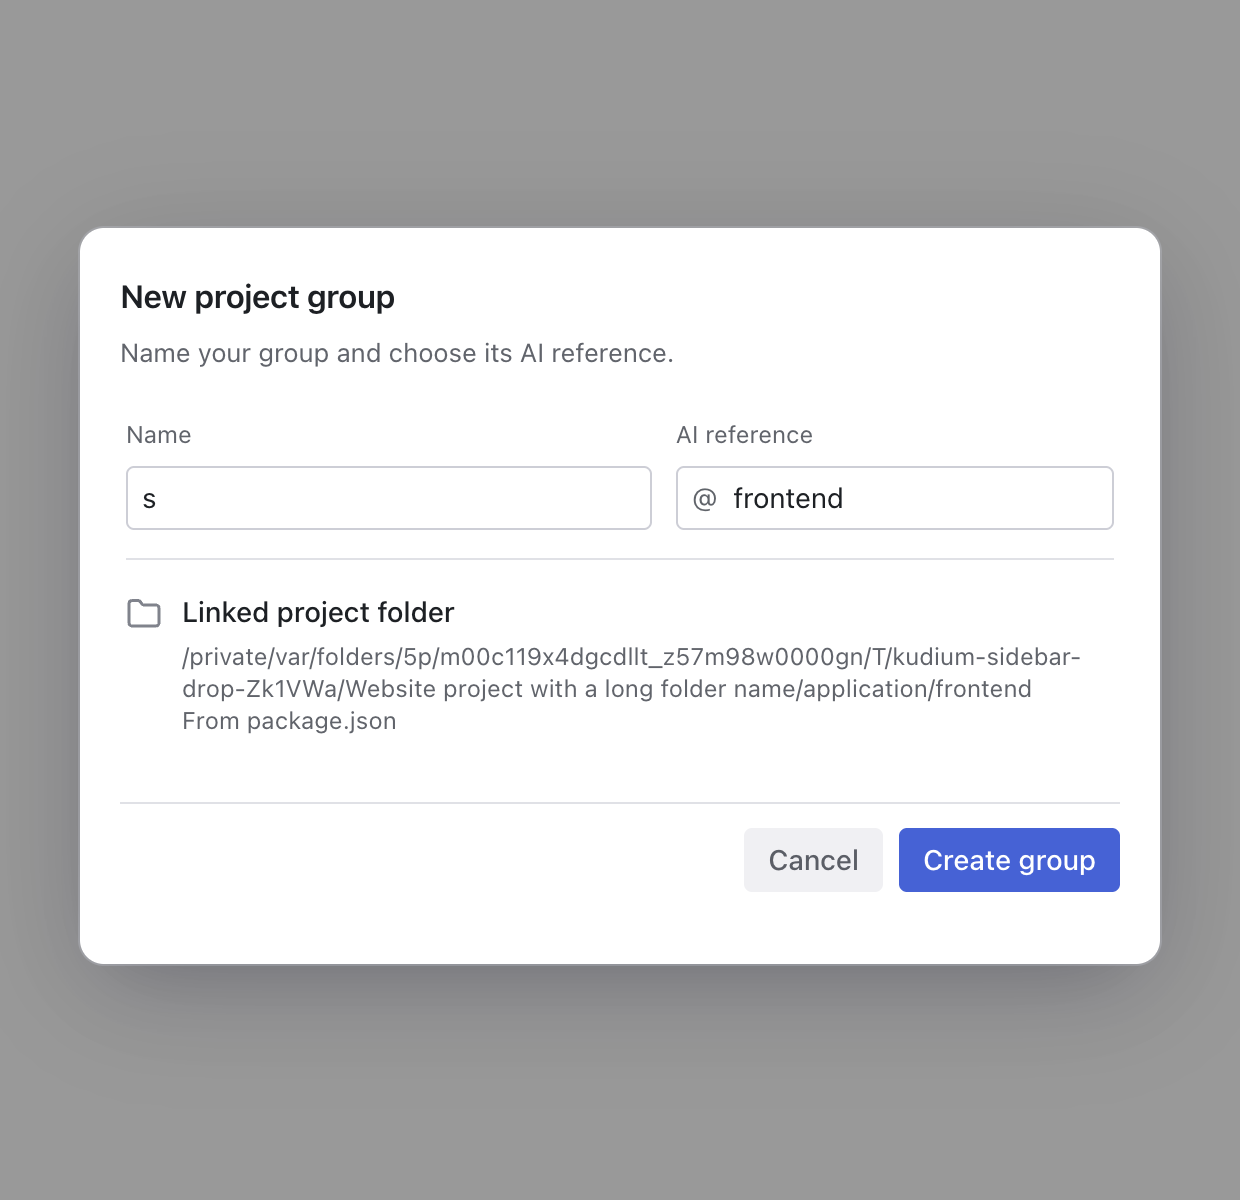 New project group
Name your group and choose its AI reference.
Name
AI reference
s
@ frontend
Linked project folder
/private/var/folders/5p/m00c119x4dgcdllt_z57m98w0000gn/T/kudium-sidebar-
drop-Zk1VWa/Website project with a long folder name/application/frontend
From package.json
Cancel
Create group